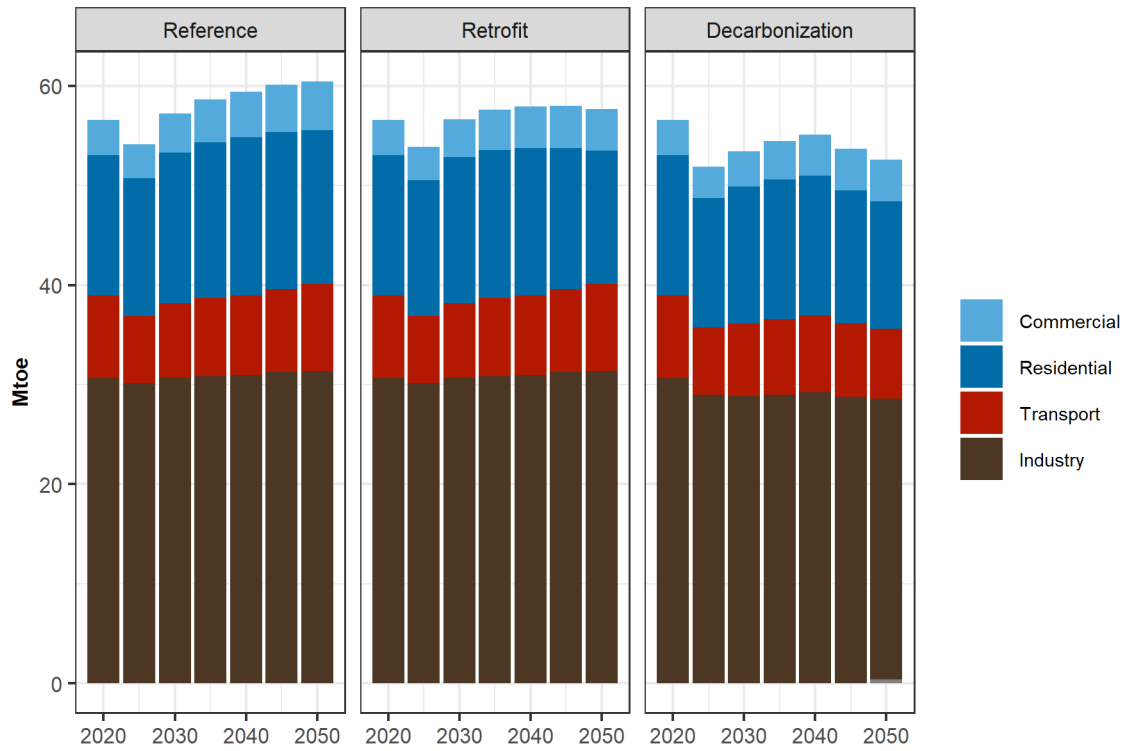 Reference Retrofit Decarbonization
60
40
20
0
Mtoe
2020 2030 2040 2050 2020 2030 2040 2050 2020 2030 2040 2050
Commercial
Residential
Transport
Industry